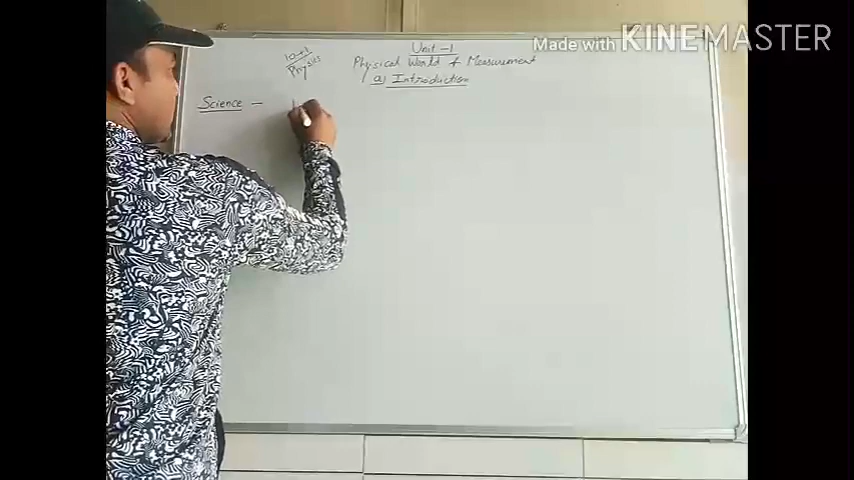 Made with KINEMASTER
10+1
Physics
Unit -1
Physical World & Measurement
a) Introduction
Science -